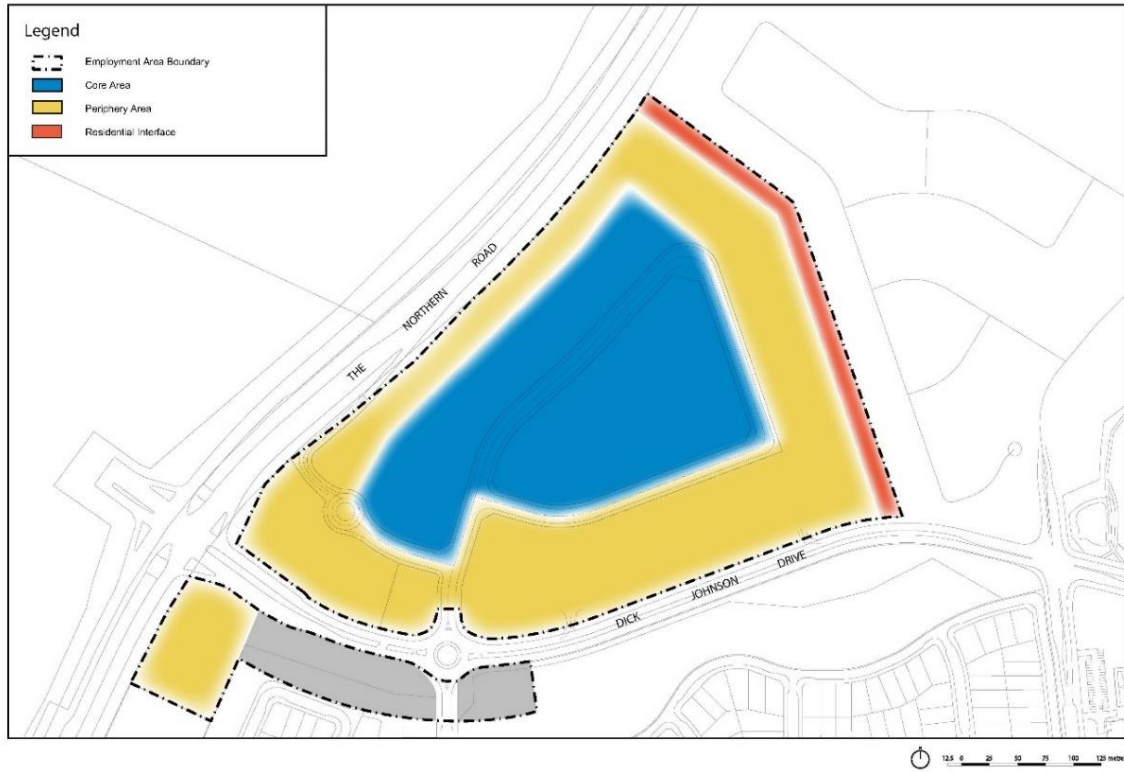 Legend
Employment Area Boundary
Core Area
Periphery Area
Residential Interface
THE NORTHERN ROAD
DICK JOHNSON DRIVE
12.5 0 25 50 75 100 125 metres